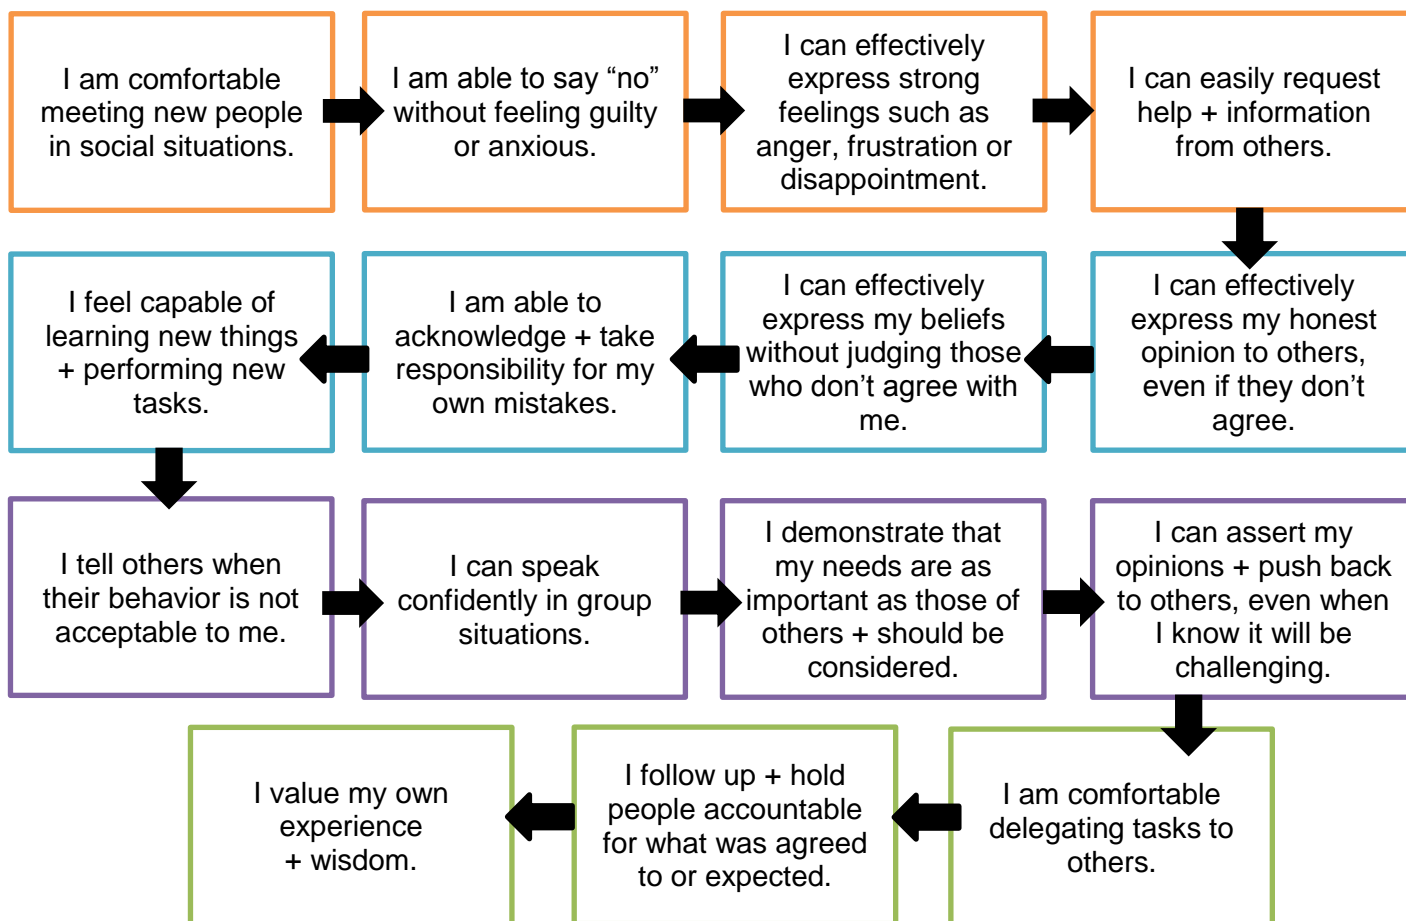 I am comfortable
meeting new people
in social situations.
I am able to say “no”
without feeling guilty
or anxious.
I can effectively
express strong
feelings such as
anger, frustration or
disappointment.
I can easily request
help + information
from others.
I can effectively
express my honest
opinion to others,
even if they don’t
agree.
I can effectively
express my beliefs
without judging those
who don’t agree with
me.
I am able to
acknowledge + take
responsibility for my
own mistakes.
I feel capable of
learning new things
+ performing new
tasks.
I tell others when
their behavior is not
acceptable to me.
I can speak
confidently in group
situations.
I demonstrate that
my needs are as
important as those of
others + should be
considered.
I can assert my
opinions + push back
to others, even when
I know it will be
challenging.
I am comfortable
delegating tasks to
others.
I follow up + hold
people accountable
for what was agreed
to or expected.
I value my own
experience
+ wisdom.